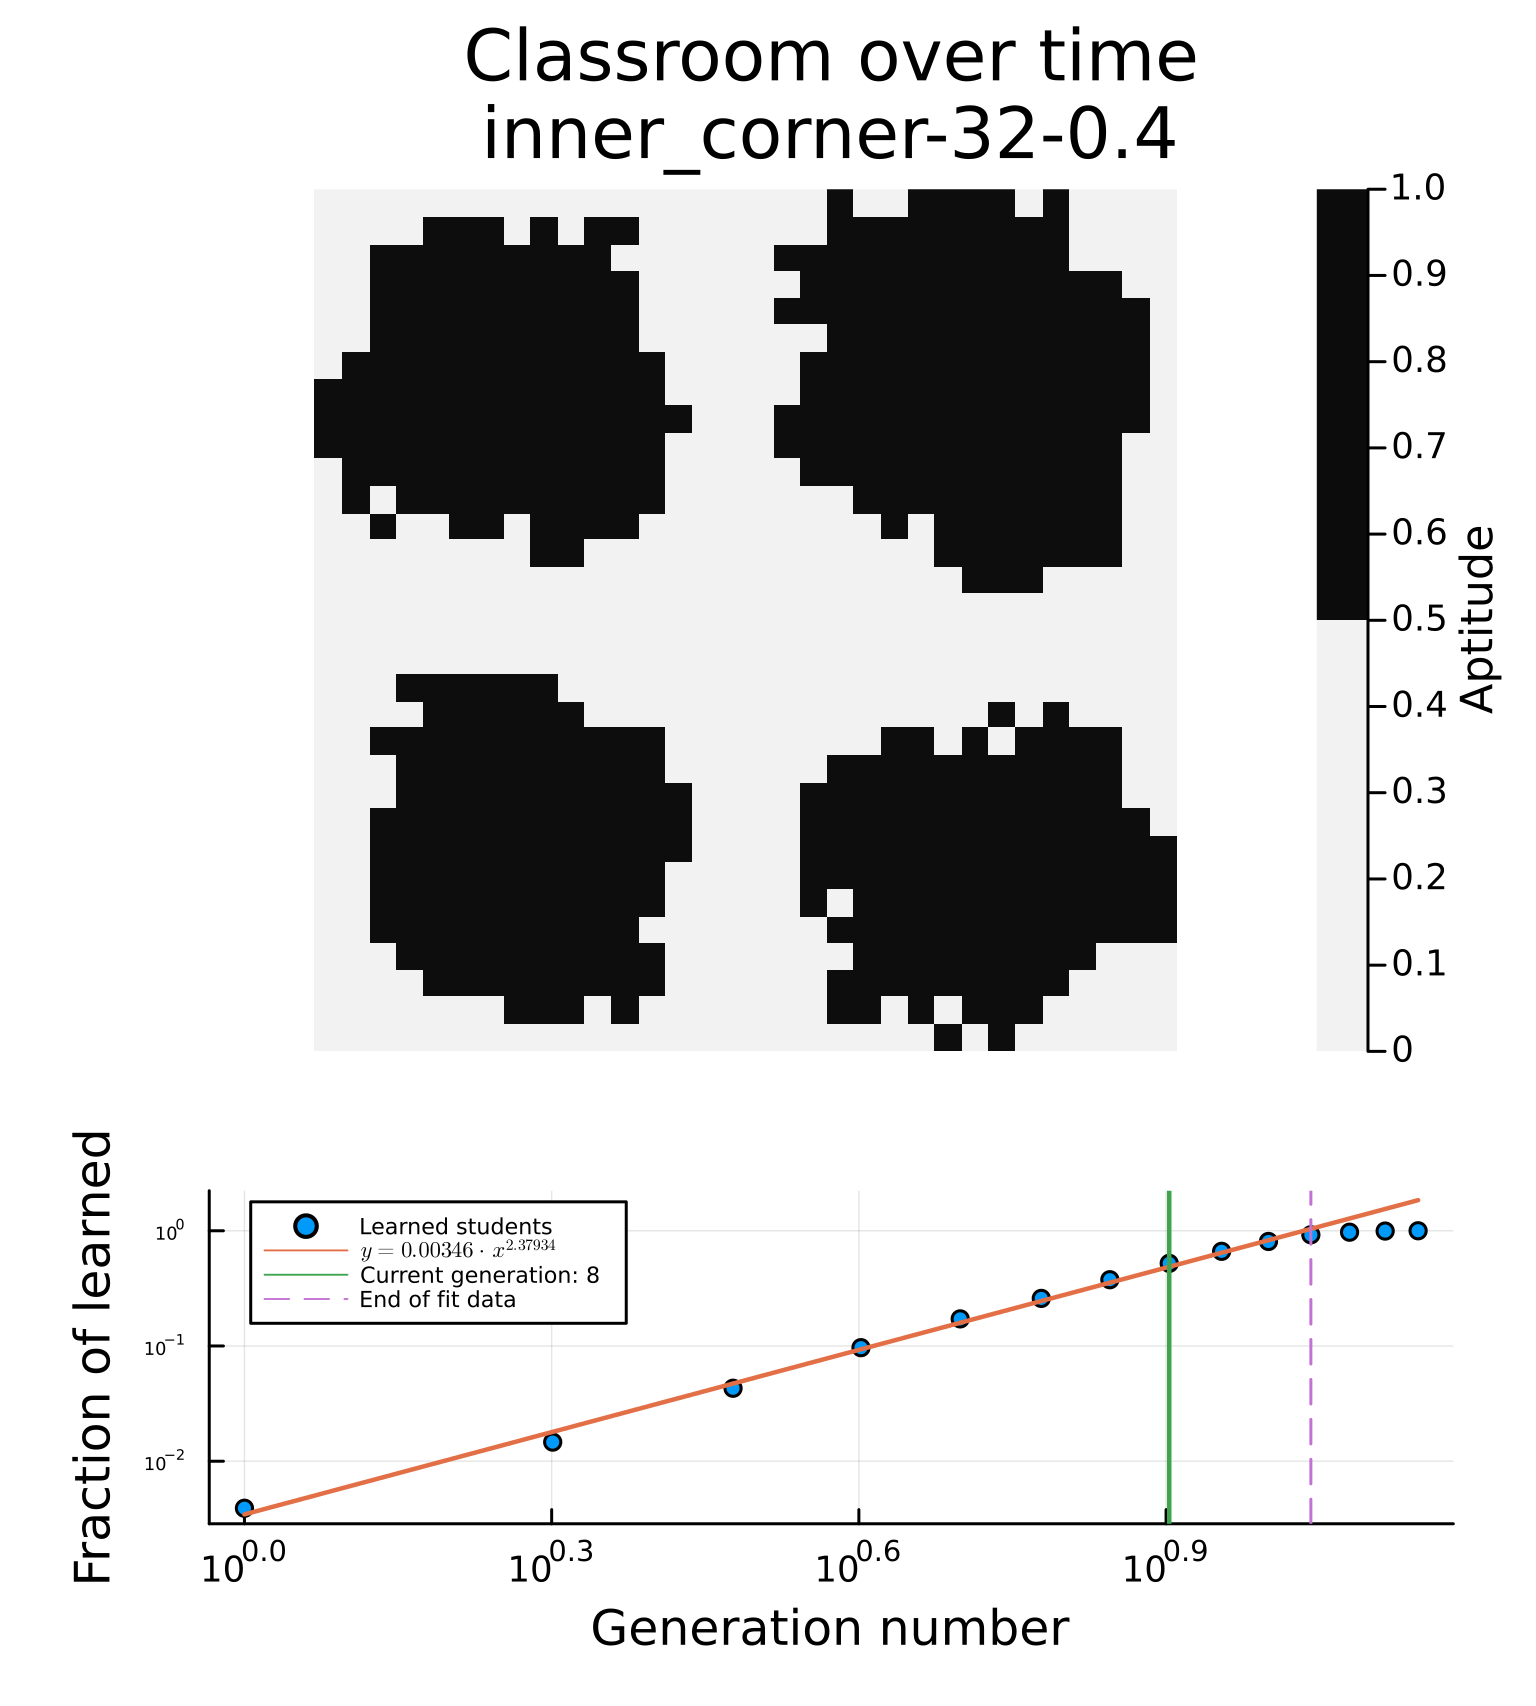 Classroom over time
inner_corner-32-0.4
1.0
0.9
0.8
0.7
0.6
0.5
0.4
0.3
0.2
0.1
0
Aptitude
Fraction of learned
10⁰
10⁻¹
10⁻²
Learned students
y = 0.00346 · x^2.37934
Current generation: 8
End of fit data
10^0.0 10^0.3 10^0.6 10^0.9
Generation number